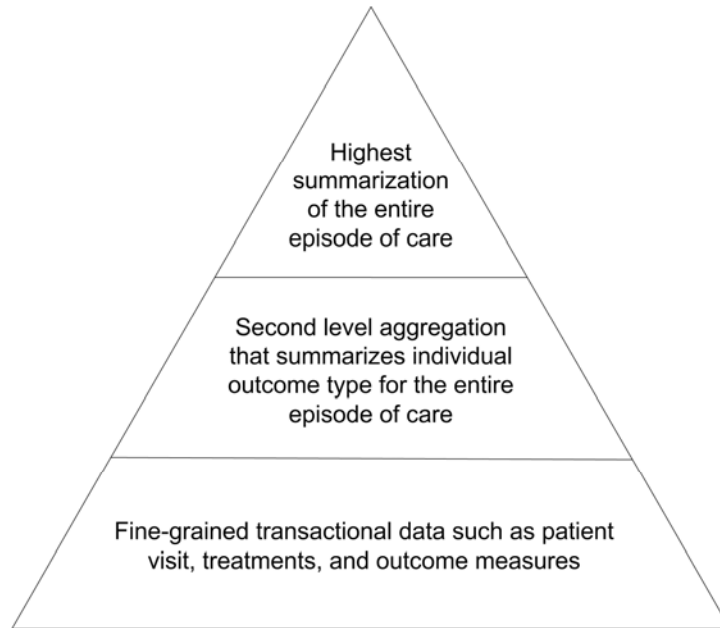 Highest
summarization
of the entire
episode of care
Second level aggregation
that summarizes individual
outcome type for the entire
episode of care
Fine-grained transactional data such as patient
visit, treatments, and outcome measures